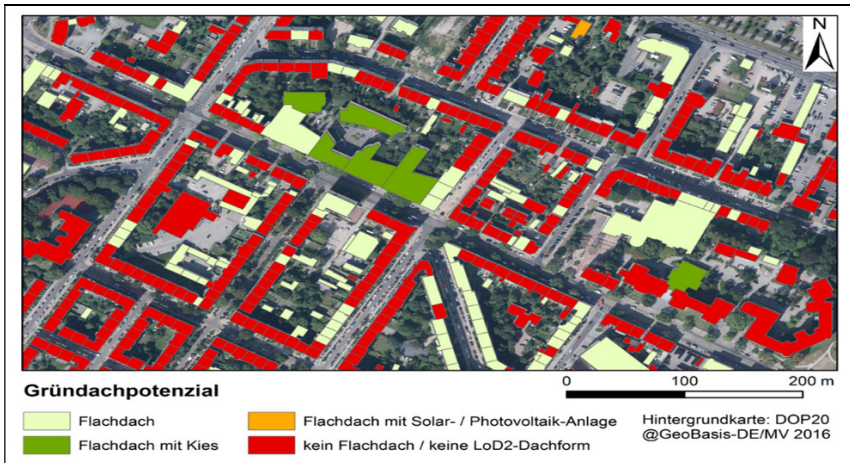 N
Gründachpotenzial
Flachdach
Flachdach mit Kies
Flachdach mit Solar- / Photovoltaik-Anlage
kein Flachdach / keine LoD2-Dachform
0 100 200 m
Hintergrundkarte: DOP20
@GeoBasis-DE/MV 2016